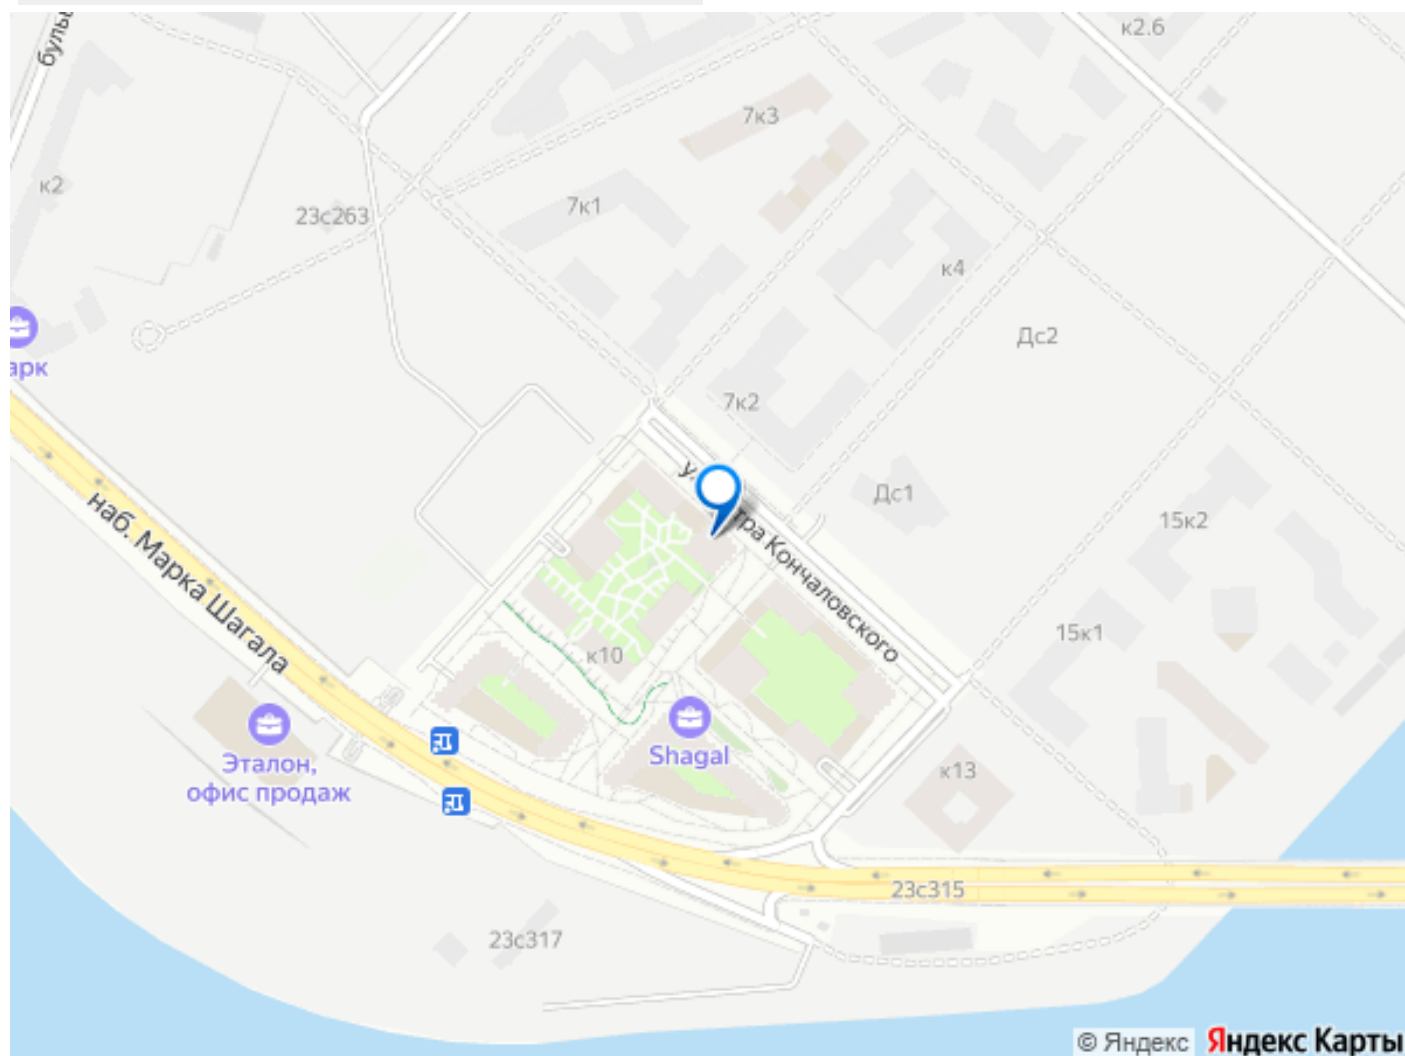 к2.6
7к3
к2
23с263
7к1
к4
арк
Дс2
7к2
Дс1
15к2
наб. Марка Шагала
Кончаловского
15к1
к10
Shagal
Эталон,
офис продаж
к13
23с315
23с317
© Яндекс Яндекс Карты